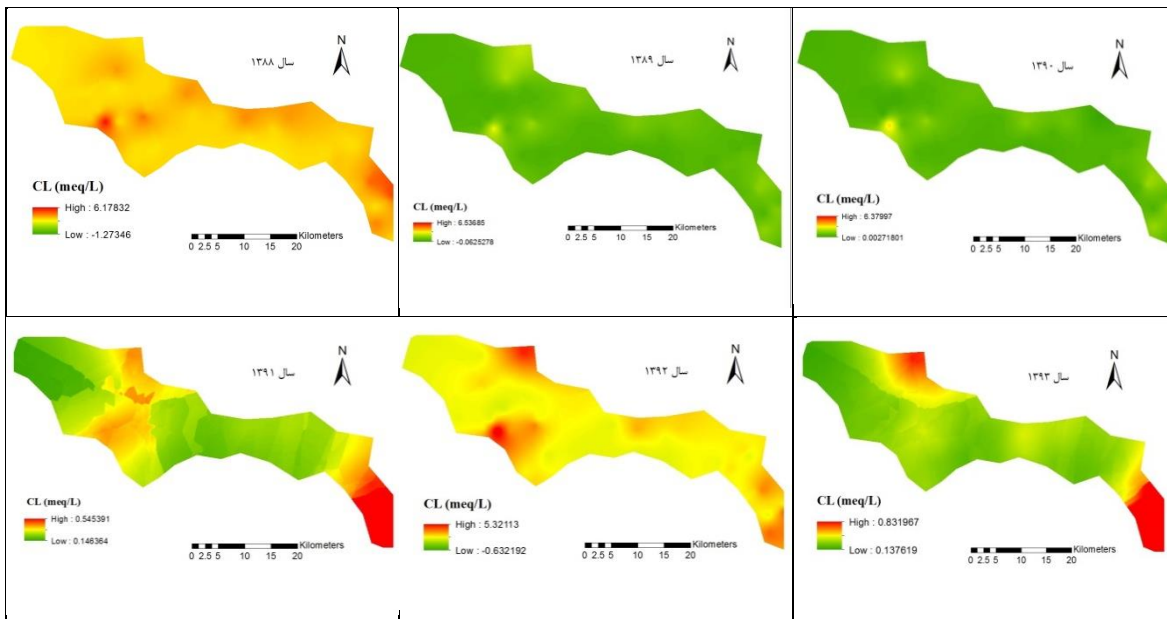 سال ۱۳۸۸
N
CL (meq/L)
High : 6.17832
Low : -1.27346
Kilometers
0 2.5 5 10 15 20
سال ۱۳۸۹
N
CL (meq/L)
High : 6.53685
Low : -0.0625278
Kilometers
0 2.5 5 10 15 20
سال ۱۳۹۰
N
CL (meq/L)
High : 6.37997
Low : 0.00271801
Kilometers
0 2.5 5 10 15 20
سال ۱۳۹۱
N
CL (meq/L)
High : 0.545391
Low : 0.146364
Kilometers
0 2.5 5 10 15 20
سال ۱۳۹۲
N
CL (meq/L)
High : 5.32113
Low : -0.632192
Kilometers
0 2.5 5 10 15 20
سال ۱۳۹۳
N
CL (meq/L)
High : 0.831967
Low : 0.137619
Kilometers
0 2.5 5 10 15 20